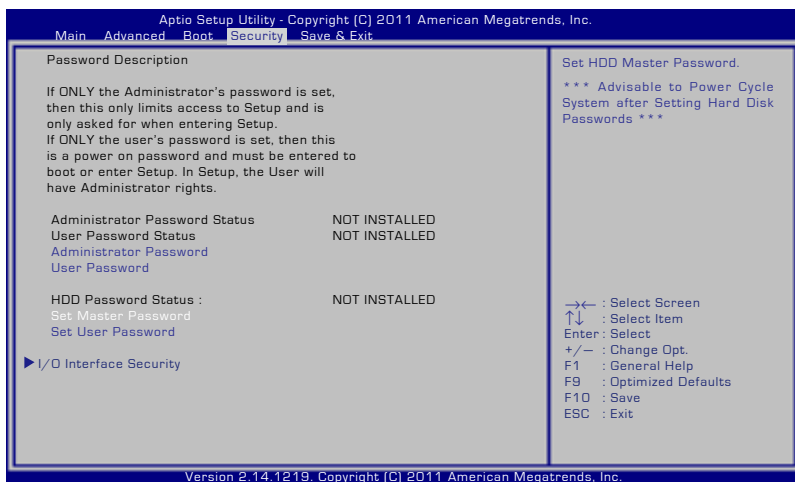 Aptio Setup Utility - Copyright (C) 2011 American Megatrends, Inc.
Main Advanced Boot Security Save & Exit
Password Description
If ONLY the Administrator's password is set,
then this only limits access to Setup and is
only asked for when entering Setup.
If ONLY the user's password is set, then this
is a power on password and must be entered to
boot or enter Setup. In Setup, the User will
have Administrator rights.
Administrator Password Status NOT INSTALLED
User Password Status NOT INSTALLED
Administrator Password
User Password
HDD Password Status : NOT INSTALLED
Set Master Password
Set User Password
I/O Interface Security
Set HDD Master Password.
*** Advisable to Power Cycle
System after Setting Hard Disk
Passwords ***
→← : Select Screen
↑↓ : Select Item
Enter : Select
+/− : Change Opt.
F1 : General Help
F9 : Optimized Defaults
F10 : Save
ESC : Exit
Version 2.14.1219. Copyright (C) 2011 American Megatrends, Inc.